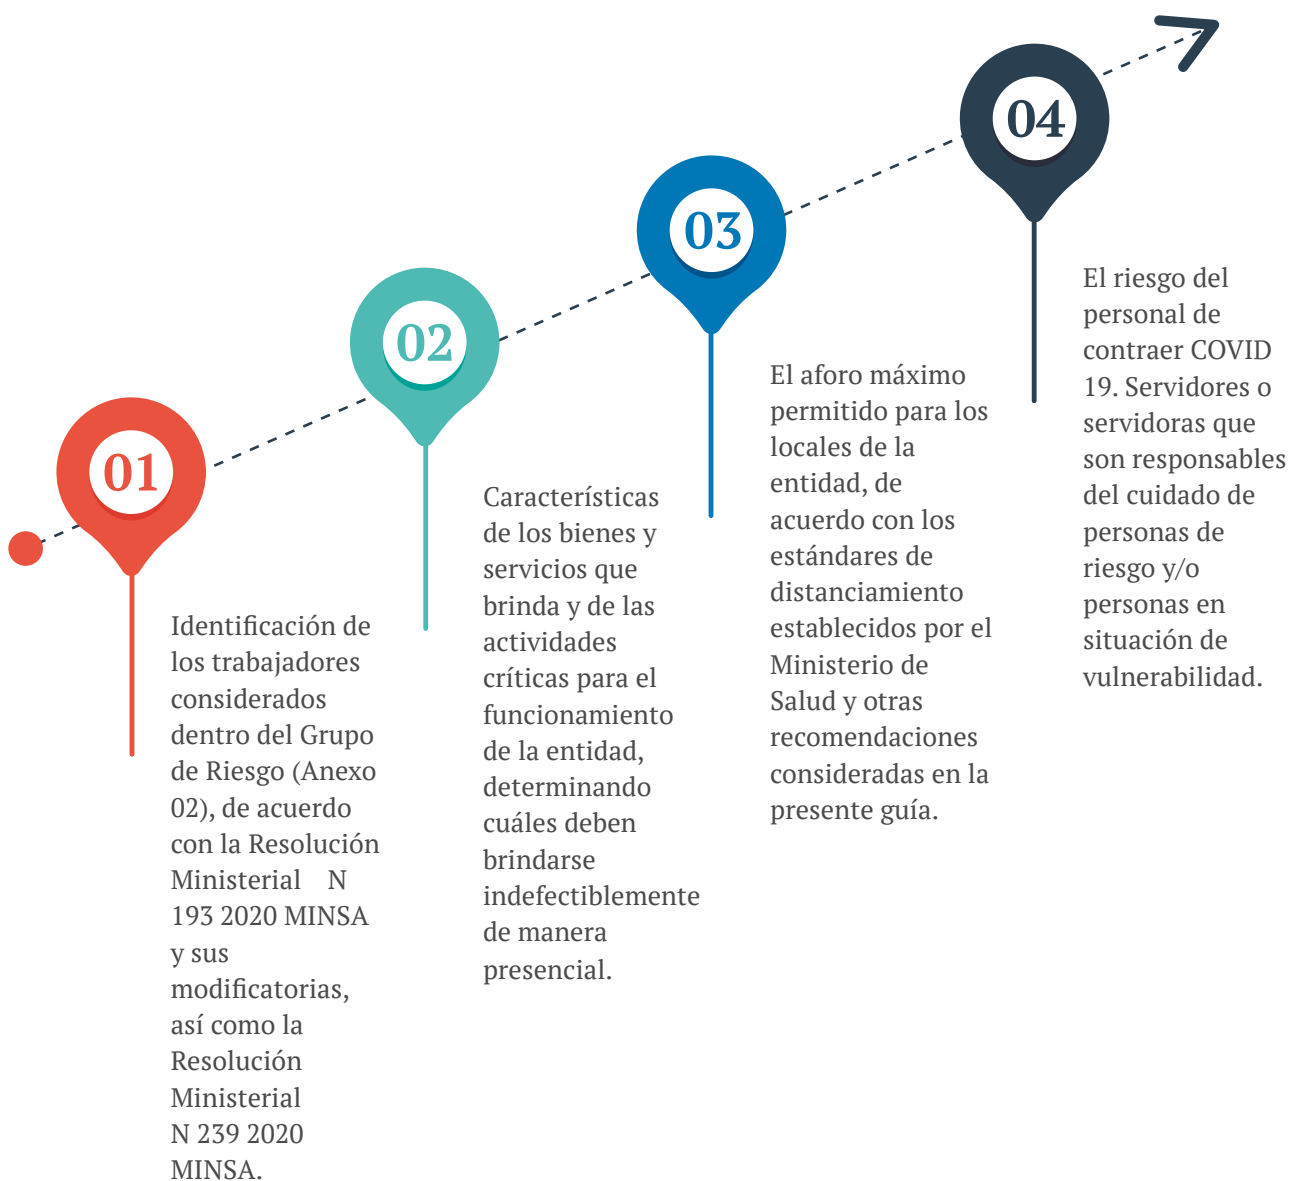 01
Identificación de
los trabajadores
considerados
dentro del Grupo
de Riesgo (Anexo
02), de acuerdo
con la Resolución
Ministerial N
193 2020 MINSA
y sus
modificatorias,
así como la
Resolución
Ministerial
N 239 2020
MINSA.
02
Características
de los bienes y
servicios que
brinda y de las
actividades
críticas para el
funcionamiento
de la entidad,
determinando
cuáles deben
brindarse
indefectiblemente
de manera
presencial.
03
El aforo máximo
permitido para los
locales de la
entidad, de
acuerdo con los
estándares de
distanciamiento
establecidos por el
Ministerio de
Salud y otras
recomendaciones
consideradas en la
presente guía.
04
El riesgo del
personal de
contraer COVID
19. Servidores o
servidoras que
son responsables
del cuidado de
personas de
riesgo y/o
personas en
situación de
vulnerabilidad.